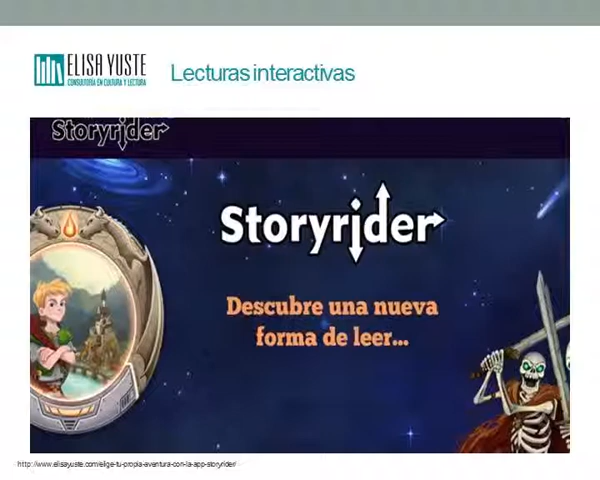 ELISA YUSTE
CONSULTORÍA EN CULTURA Y LECTURA
Lecturas interactivas
Storyrider
Storyrider
Descubre una nueva
forma de leer...
http://www.elisayuste.com/elige-tu-propia-aventura-con-la-app-storyrider/